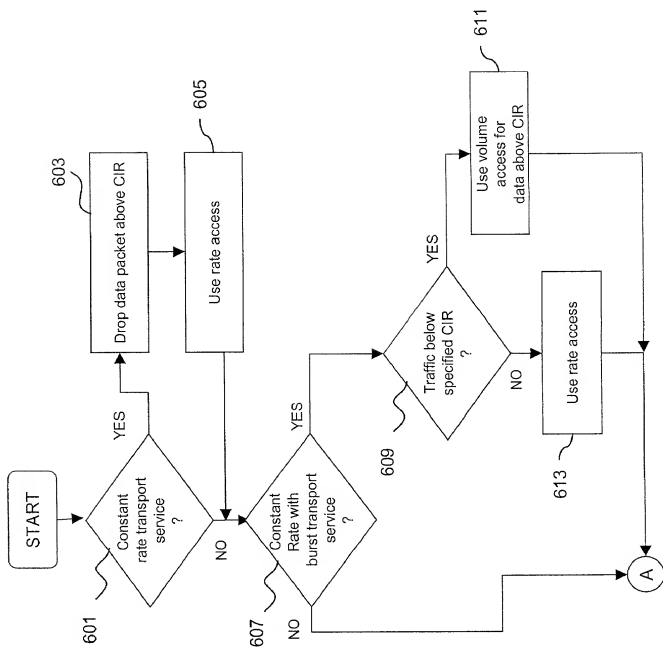 START
601
Constant
rate transport
service
?
YES
NO
603
Drop data packet above CIR
605
Use rate access
607
Constant
Rate with
burst transport
service
?
YES
NO
609
Traffic below
specified CIR
?
YES
NO
611
Use volume
access for
data above CIR
613
Use rate access
A